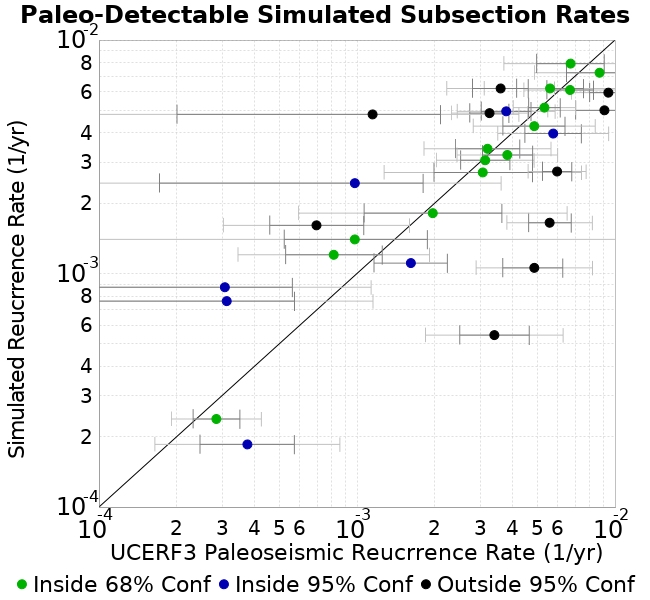 Paleo-Detectable Simulated Subsection Rates
Simulated Reucrrence Rate (1/yr)
10-2
8
6
4
3
2
10-3
8
6
4
3
2
10-4
10-4 2 3 4 5 6 10-3 2 3 4 5 6 10-2
UCERF3 Paleoseismic Reucrrence Rate (1/yr)
Inside 68% Conf Inside 95% Conf Outside 95% Conf